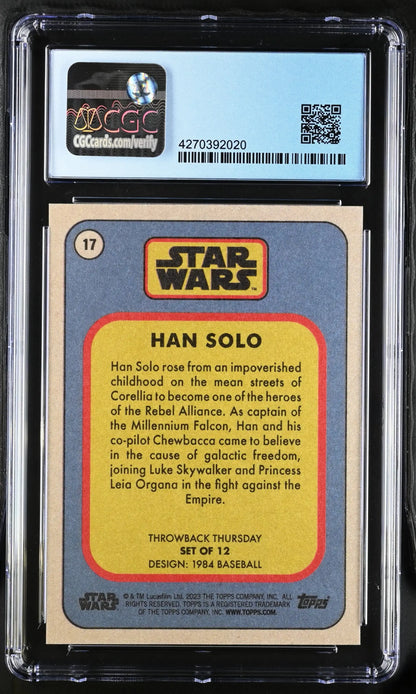 CGC
CGCcards.com/verify
4270392020
17
STAR
WARS
TM
HAN SOLO
Han Solo rose from an impoverished
childhood on the mean streets of
Corellia to become one of the heroes
of the Rebel Alliance. As captain of
the Millennium Falcon, Han and his
co-pilot Chewbacca came to believe
in the cause of galactic freedom,
joining Luke Skywalker and Princess
Leia Organa in the fight against the
Empire.
THROWBACK THURSDAY
SET OF 12
DESIGN: 1984 BASEBALL
STAR
WARS
© & TM Lucasfilm Ltd. 2023 THE TOPPS COMPANY, INC. ALL
RIGHTS RESERVED. TOPPS IS A REGISTERED TRADEMARK
OF THE TOPPS COMPANY, INC. WWW.TOPPS.COM.
Topps